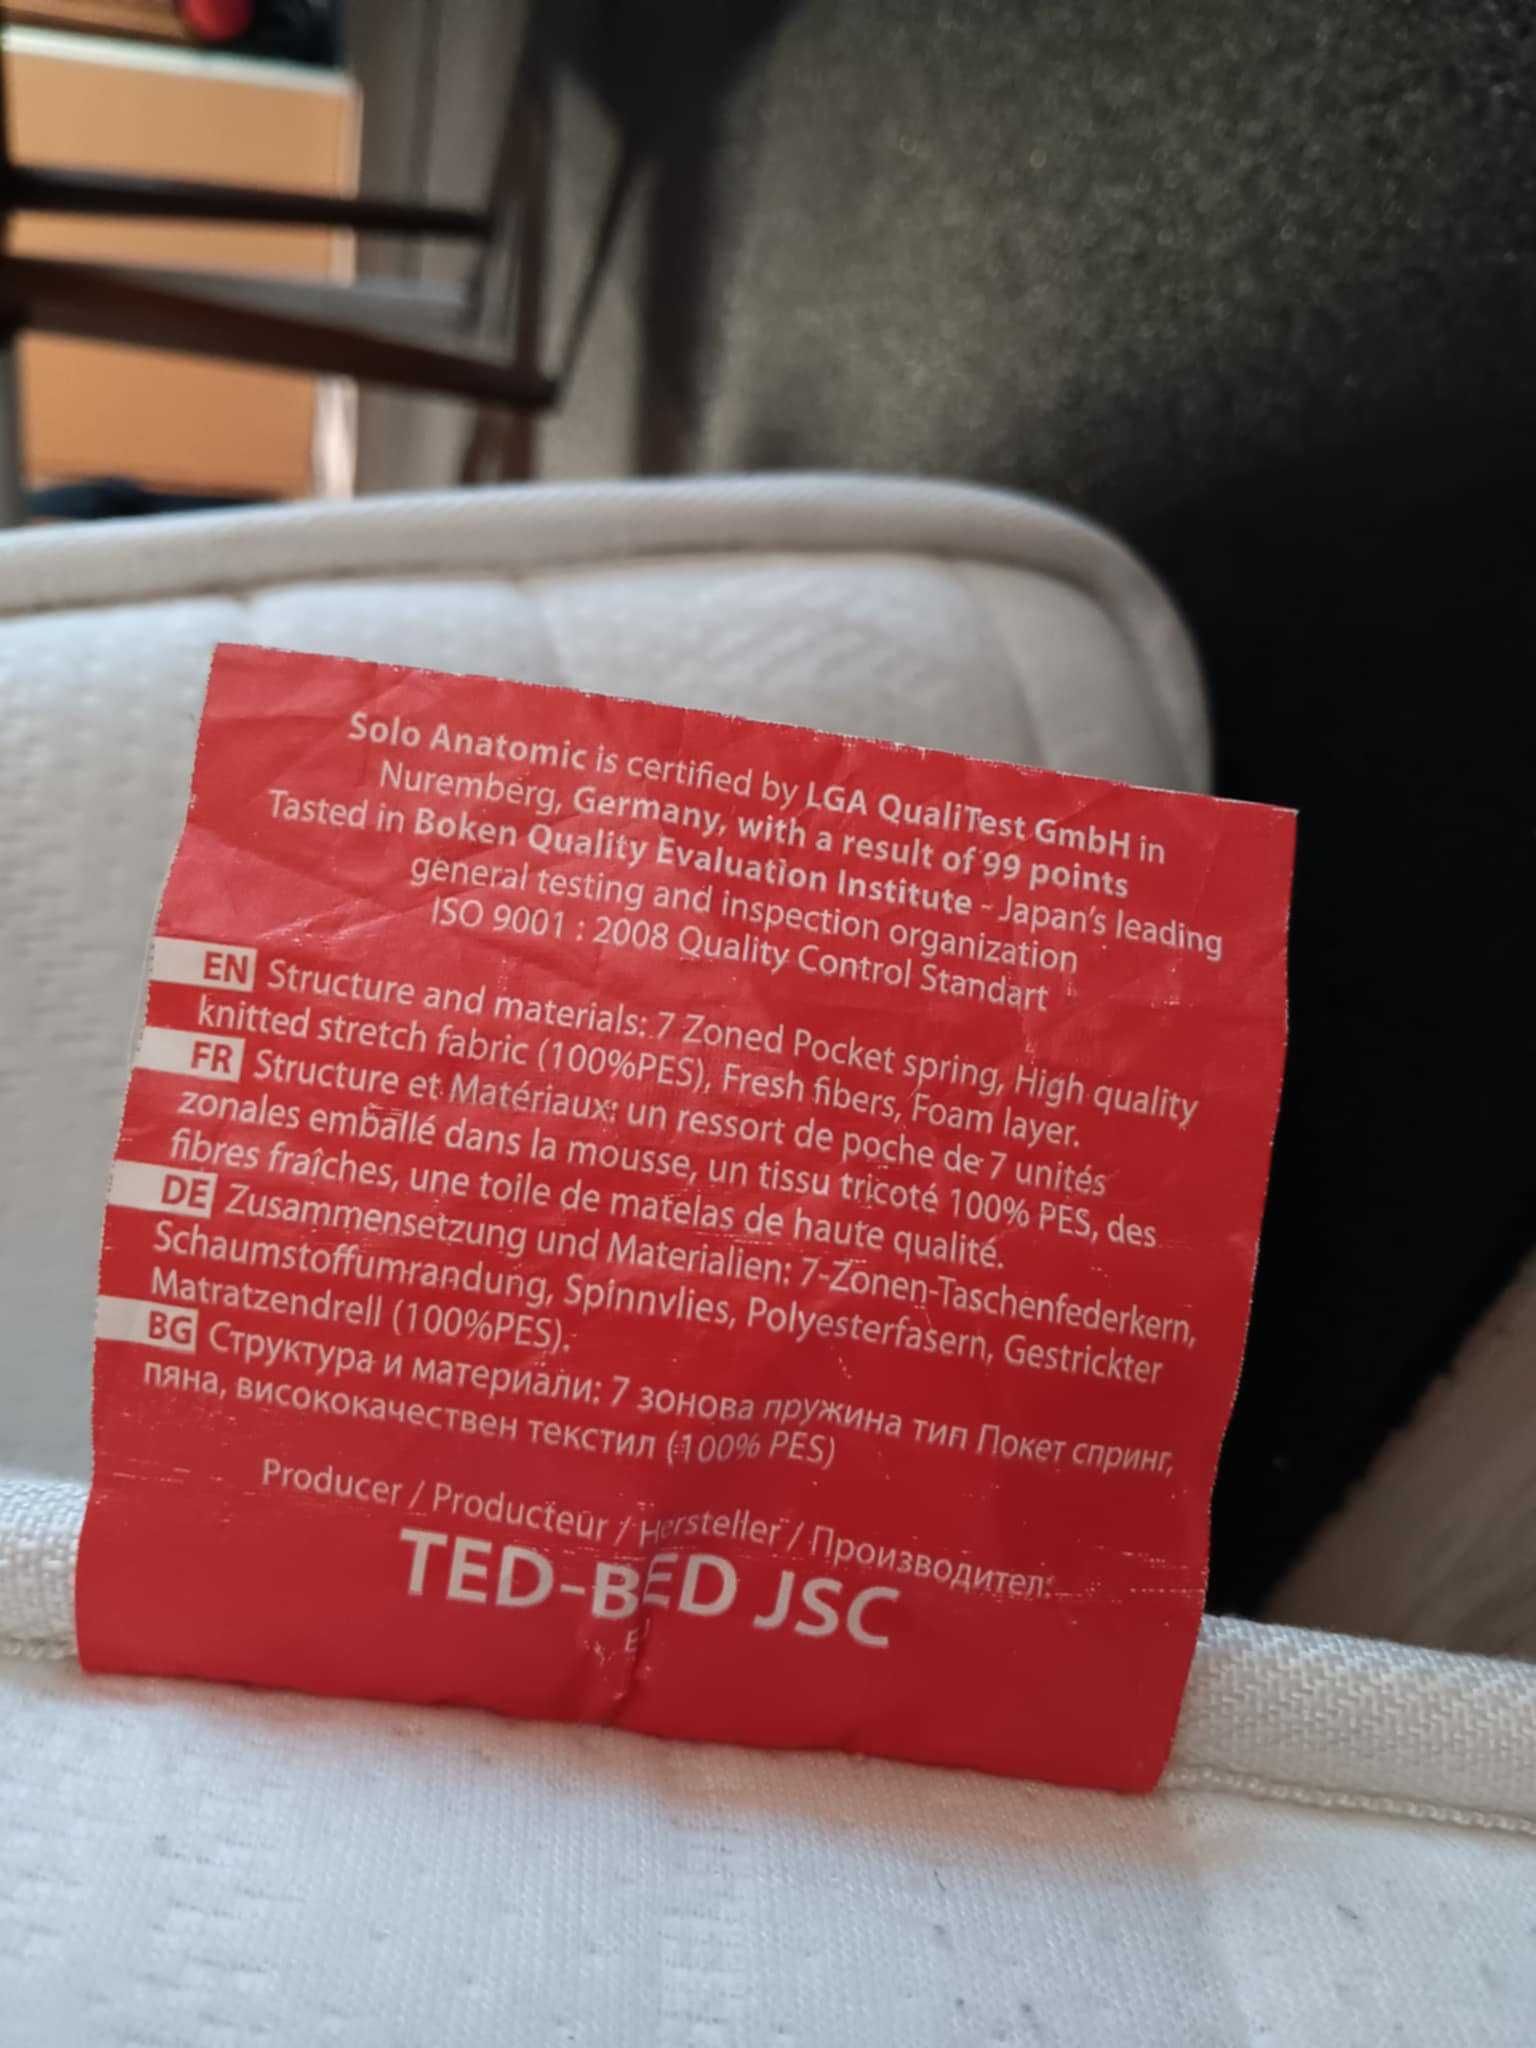 Solo Anatomic is certified by LGA QualiTest GmbH in
Nuremberg, Germany, with a result of 99 points
Tasted in Boken Quality Evaluation Institute - Japan's leading
general testing and inspection organization
ISO 9001 : 2008 Quality Control Standart
EN Structure and materials: 7 Zoned Pocket spring, High quality
knitted stretch fabric (100%PES), Fresh fibers, Foam layer.
FR Structure et Matériaux: un ressort de poche de 7 unités
zonales emballé dans la mousse, un tissu tricoté 100% PES, des
fibres fraîches, une toile de matelas de haute qualité.
DE Zusammensetzung und Materialien: 7-Zonen-Taschenfederkern,
Schaumstoffumrandung, Spinnvlies, Polyesterfasern, Gestrickter
Matratzendrell (100%PES).
BG Структура и материали: 7 зонова пружина тип Покет спринг,
пяна, висококачествен текстил (100% PES)
Producer / Producteur / Hersteller / Производител:
TED-BED JSC